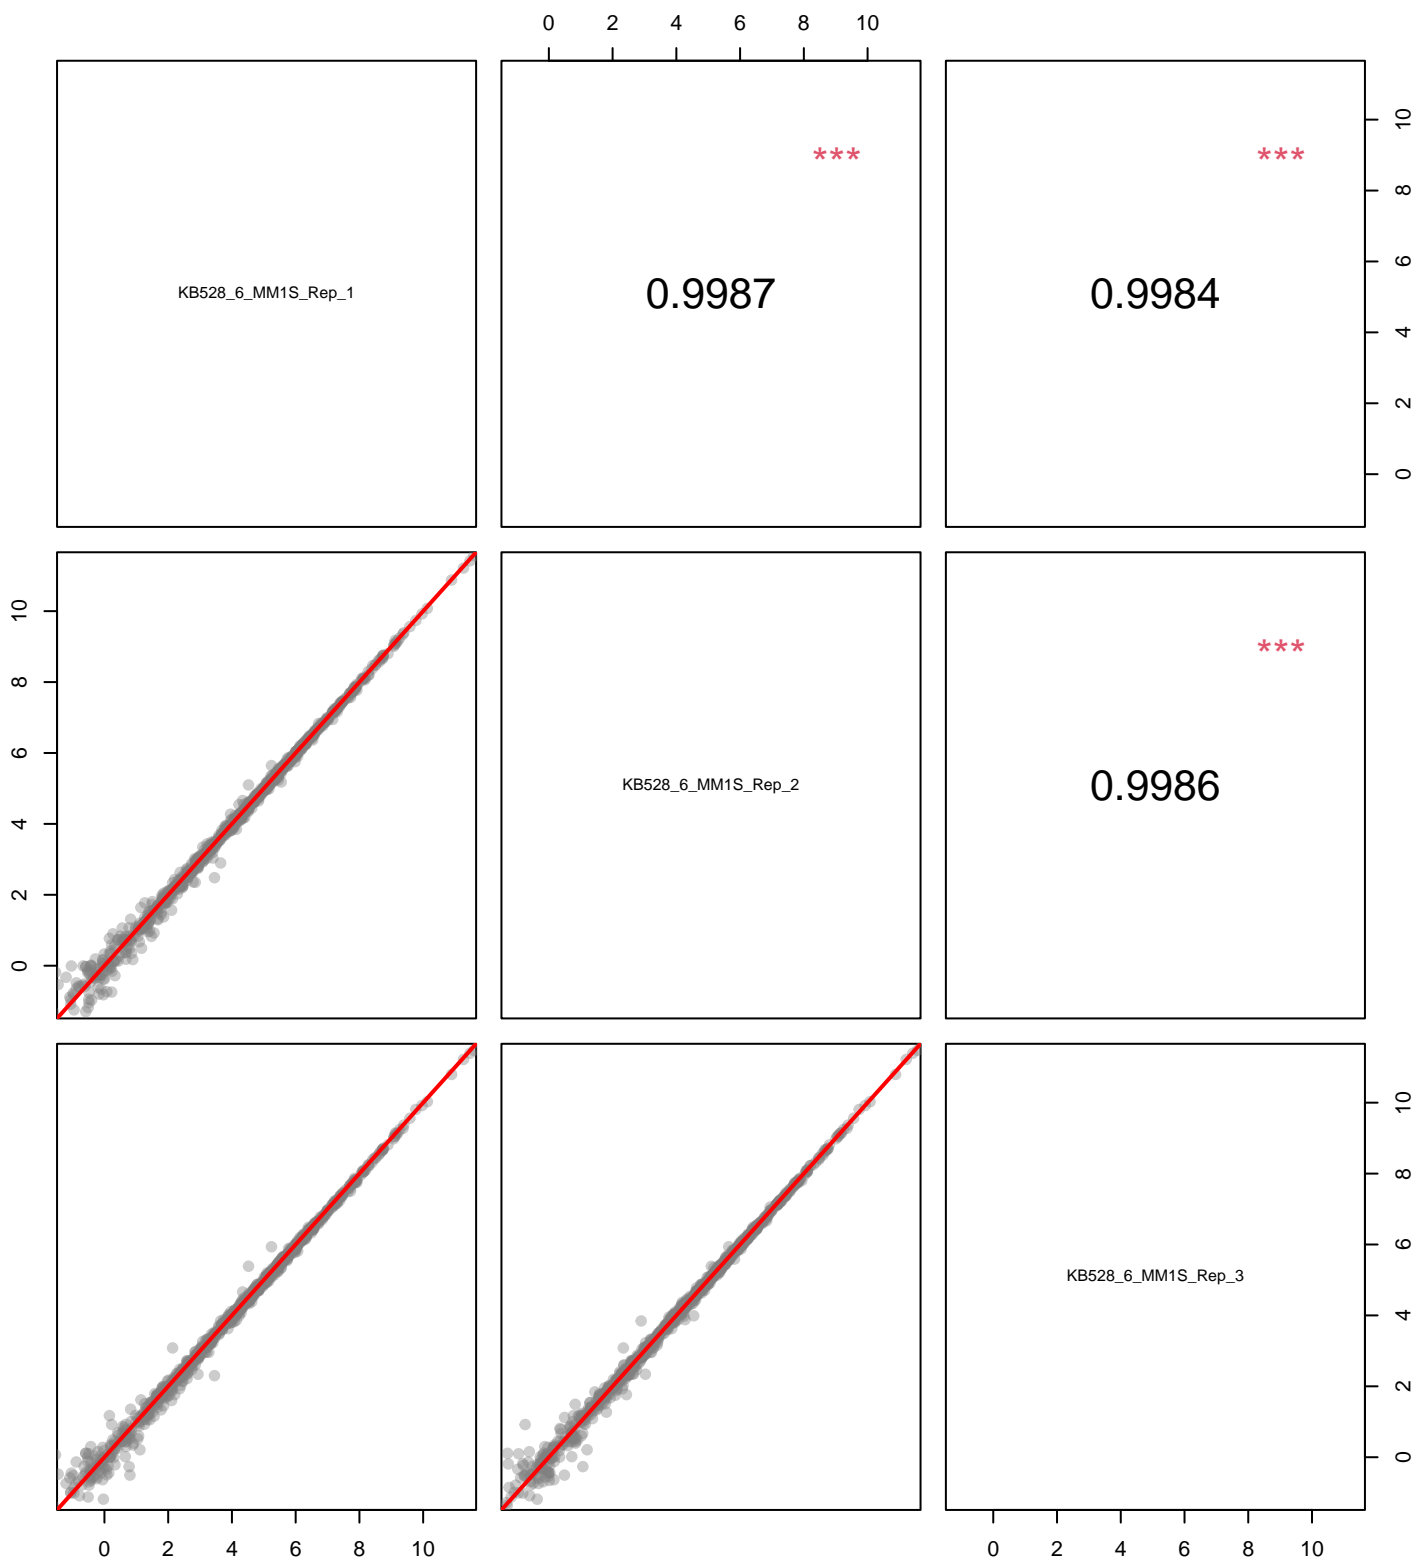 0 2 4 6 8 10
*** ***
KB528_6_MM1S_Rep_1 0.9987 0.9984
0 2 4 6 8 10
***
0 2 4 6 8 10
KB528_6_MM1S_Rep_2 0.9986
KB528_6_MM1S_Rep_3
0 2 4 6 8 10
0 2 4 6 8 10 0 2 4 6 8 10